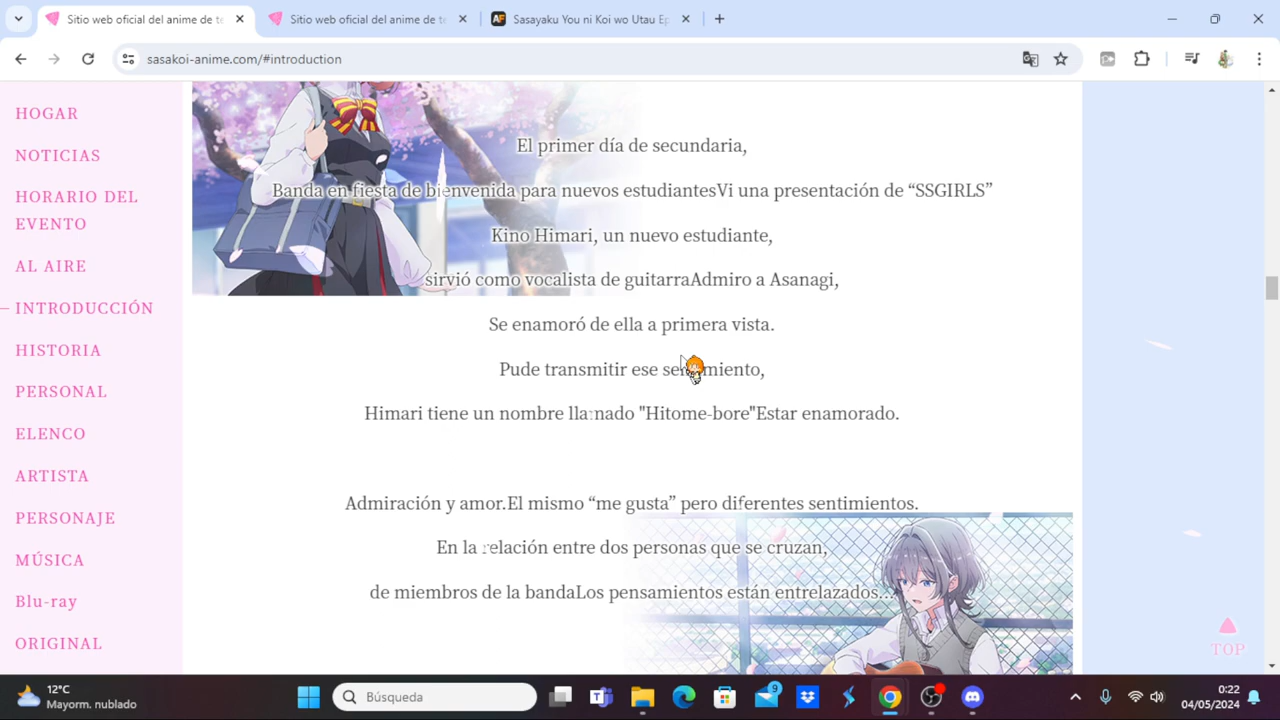 Sitio web oficial del anime de te
Sitio web oficial del anime de te
AF
Sasayaku You ni Koi wo Utau Ep
sasakoi-anime.com/#introduction
HOGAR
NOTICIAS
HORARIO DEL
EVENTO
AL AIRE
INTRODUCCIÓN
HISTORIA
PERSONAL
ELENCO
ARTISTA
PERSONAJE
MÚSICA
Blu-ray
ORIGINAL
El primer día de secundaria,
Banda en fiesta de bienvenida para nuevos estudiantesVi una presentación de “SSGIRLS”
Kino Himari, un nuevo estudiante,
sirvió como vocalista de guitarraAdmiro a Asanagi,
Se enamoró de ella a primera vista.
Pude transmitir ese sentimiento,
Himari tiene un nombre llamado "Hitome-bore"Estar enamorado.
Admiración y amor.El mismo “me gusta” pero diferentes sentimientos.
En la relación entre dos personas que se cruzan,
de miembros de la bandaLos pensamientos están entrelazados...
TOP
12°C
Mayorm. nublado
Búsqueda
9
0:22
04/05/2024